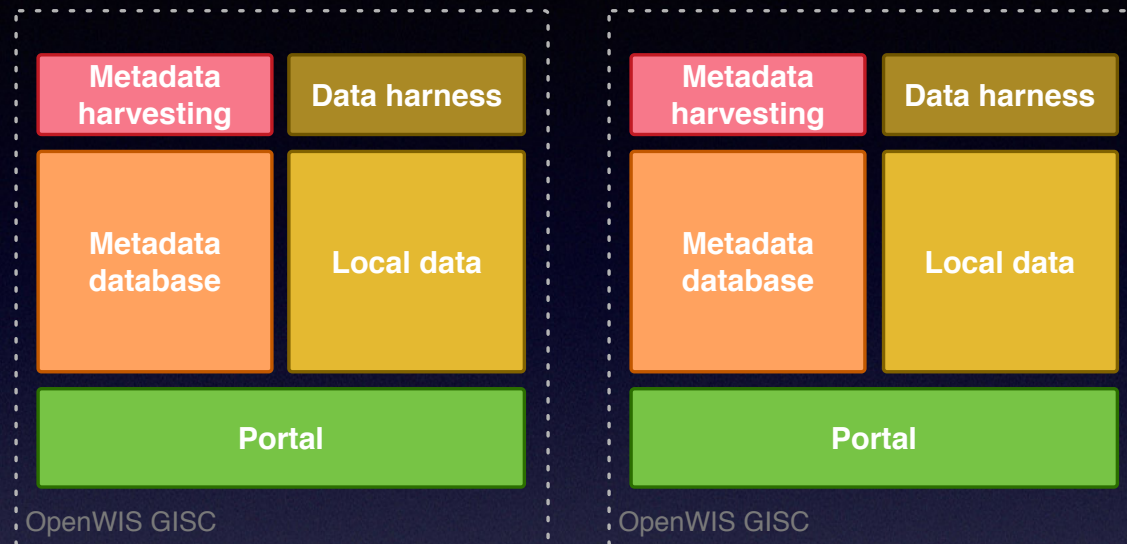 Metadata
harvesting
Data harness
Metadata
database
Local data
Portal
OpenWIS GISC
Metadata
harvesting
Data harness
Metadata
database
Local data
Portal
OpenWIS GISC